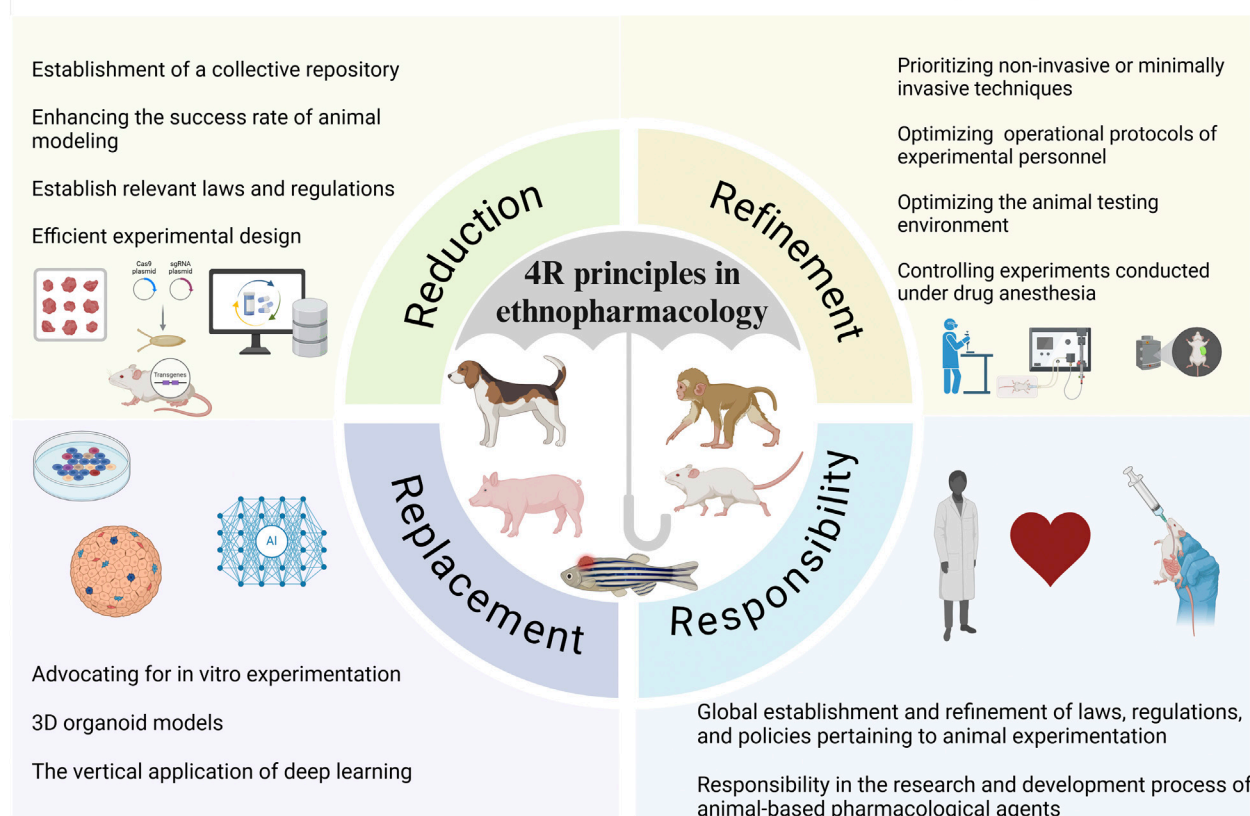 Establishment of a collective repository
Enhancing the success rate of animal
modeling
Establish relevant laws and regulations
Efficient experimental design
Cas9
plasmid
sgRNA
plasmid
Transgenes
Reduction
Prioritizing non-invasive or minimally
invasive techniques
Optimizing operational protocols of
experimental personnel
Optimizing the animal testing
environment
Controlling experiments conducted
under drug anesthesia
Refinement
4R principles in
ethnopharmacology
AI
Replacement
Advocating for in vitro experimentation
3D organoid models
The vertical application of deep learning
Responsibility
Global establishment and refinement of laws, regulations,
and policies pertaining to animal experimentation
Responsibility in the research and development process of
animal-based pharmacological agents